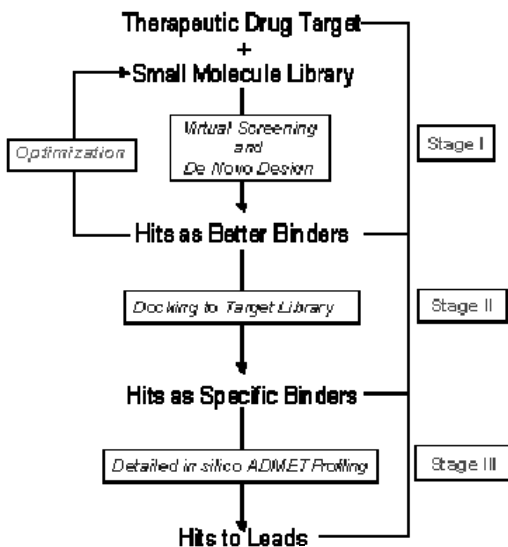 Therapeutic Drug Target
+
Small Molecule Library
Virtual Screening
and
De Novo Design
Optimization
Stage I
Hits as Better Binders
Docking to Target Library
Stage II
Hits as Specific Binders
Detailed in silico ADMET Profiling
Stage III
Hits to Leads